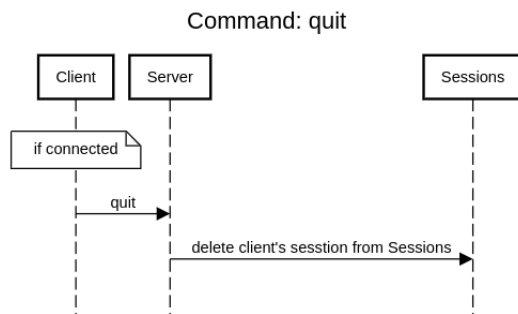 Command: quit
Client
Server
Sessions
if connected
quit
delete client's sesstion from Sessions